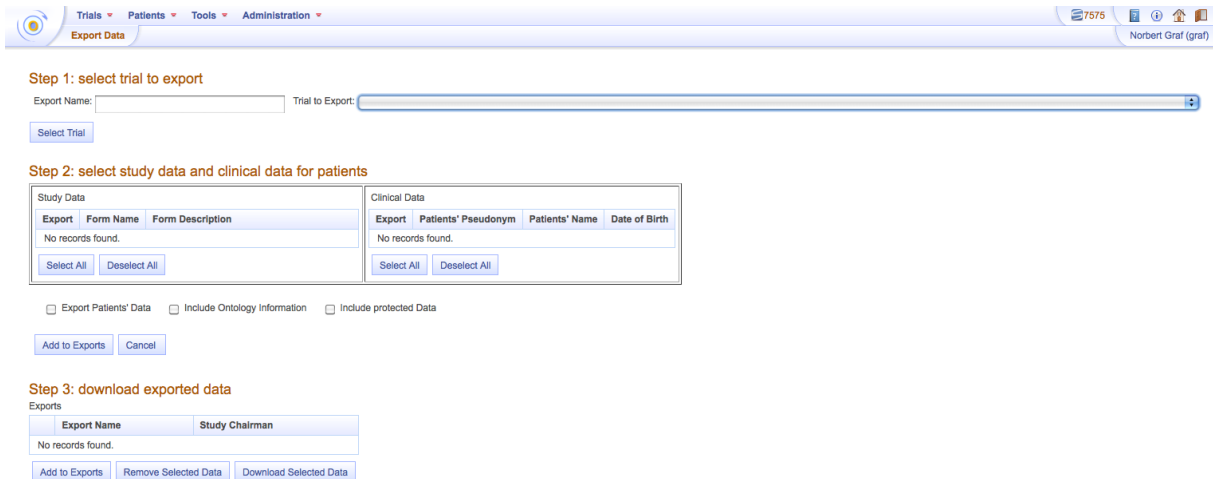 Trials Patients Tools Administration 7575
Export Data Norbert Graf (graf)
Step 1: select trial to export
Export Name: Trial to Export:
Select Trial
Step 2: select study data and clinical data for patients
Study Data Clinical Data
Export Form Name Form Description Export Patients' Pseudonym Patients' Name Date of Birth
No records found. No records found.
Select All Deselect All Select All Deselect All
Export Patients' Data Include Ontology Information Include protected Data
Add to Exports Cancel
Step 3: download exported data
Exports
Export Name Study Chairman
No records found.
Add to Exports Remove Selected Data Download Selected Data